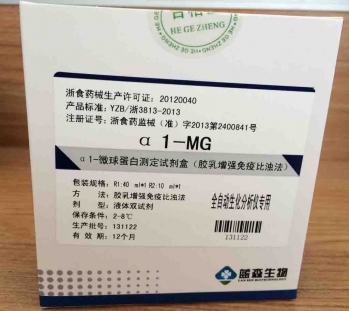 合格证
HE GE ZHENG
浙食药械生产许可证: 20120040
产品标准: YZB/浙3813-2013
注册证号: 浙食药监械(准)字2013第2400841号
α 1-MG
α1-微球蛋白测定试剂盒(胶乳增强免疫比浊法)
包装规格: R1:40 ml*1 R2:10 ml*1
方 法: 胶乳增强免疫比浊法
剂 型: 液体双试剂
保存条件: 2-8℃
生产批号: 131122
有 效 期: 12个月
全自动生化分析仪专用
131122
生物